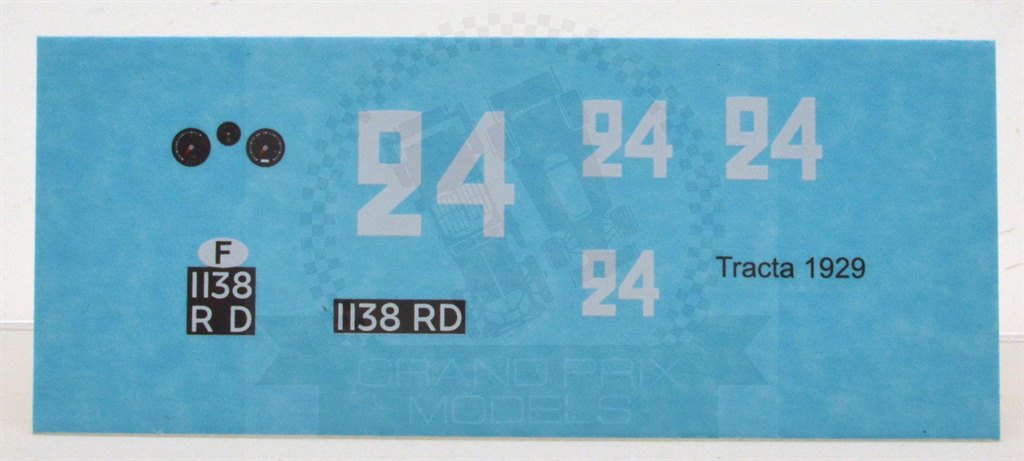 24
24
24
F
1138
R D
1138 RD
24
Tracta 1929
GRAND PRIX
MODELS